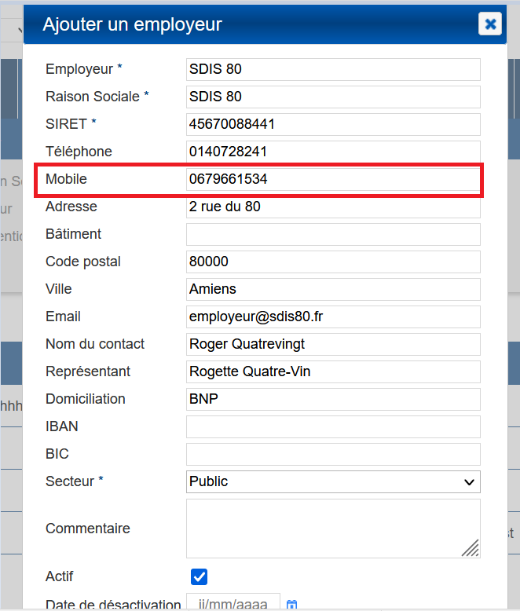 Ajouter un employeur
Employeur * SDIS 80
Raison Sociale * SDIS 80
SIRET * 45670088441
Téléphone 0140728241
Mobile 0679661534
Adresse 2 rue du 80
Bâtiment
Code postal 80000
Ville Amiens
Email employeur@sdis80.fr
Nom du contact Roger Quatrevingt
Représentant Rogette Quatre-Vin
Domiciliation BNP
IBAN
BIC
Secteur * Public
Commentaire
Actif
Date de désactivation jj/mm/aaaa